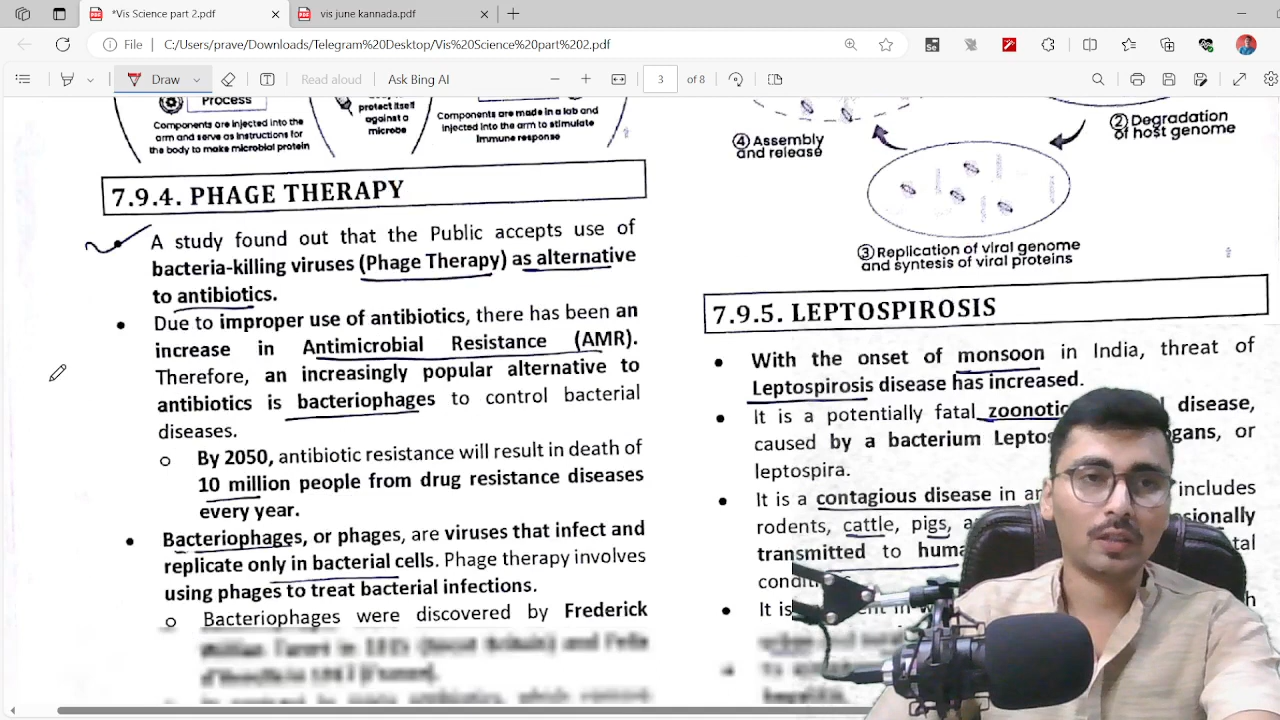 *Vis Science part 2.pdf
vis june kannada.pdf
File
C:/Users/prave/Downloads/Telegram%20Desktop/Vis%20Science%20part%202.pdf
Draw
Read aloud
Ask Bing AI
3
of 8
Process
Components are injected into the
arm and serve as instructions for
the body to make microbial protein
protect itself
against a
microbe
Components are made in a lab and
injected into the arm to stimulate
immune response
7.9.4. PHAGE THERAPY
A study found out that the Public accepts use of
bacteria-killing viruses (Phage Therapy) as alternative
to antibiotics.
• Due to improper use of antibiotics, there has been an
increase in Antimicrobial Resistance (AMR).
Therefore, an increasingly popular alternative to
antibiotics is bacteriophages to control bacterial
diseases.
o By 2050, antibiotic resistance will result in death of
10 million people from drug resistance diseases
every year.
• Bacteriophages, or phages, are viruses that infect and
replicate only in bacterial cells. Phage therapy involves
using phages to treat bacterial infections.
o Bacteriophages were discovered by Frederick
④ Assembly
and release
② Degradation
of host genome
③ Replication of viral genome
and syntesis of viral proteins
7.9.5. LEPTOSPIROSIS
• With the onset of monsoon in India, threat of
Leptospirosis disease has increased.
• It is a potentially fatal zoonotic disease,
caused by a bacterium or
leptospira.
• It is a contagious disease in includes
rodents, cattle, pigs,
transmitted to
• It is